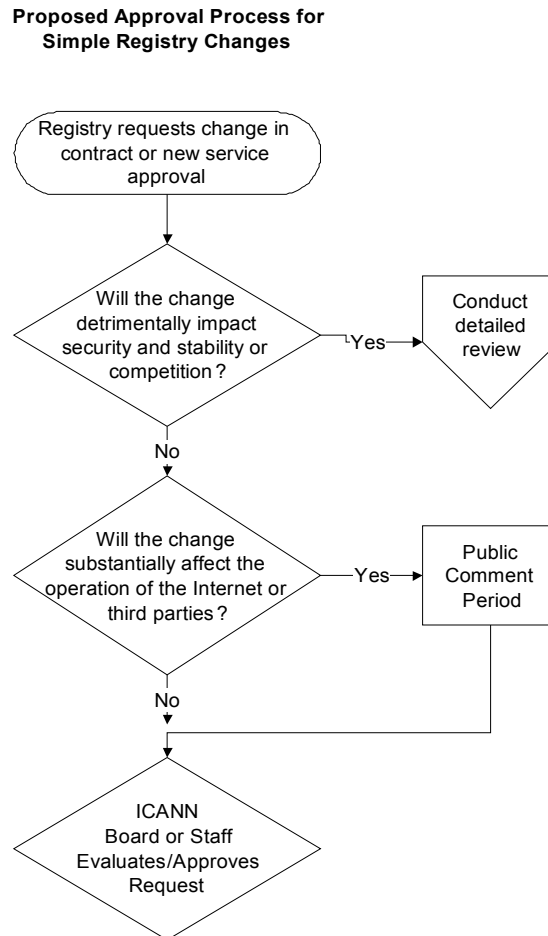 Proposed Approval Process for
Simple Registry Changes
Registry requests change in
contract or new service
approval
Will the change
detrimentally impact
security and stability or
competition ?
Yes
Conduct
detailed
review
No
Will the change
substantially affect the
operation of the Internet or
third parties ?
Yes
Public
Comment
Period
No
ICANN
Board or Staff
Evaluates/Approves
Request